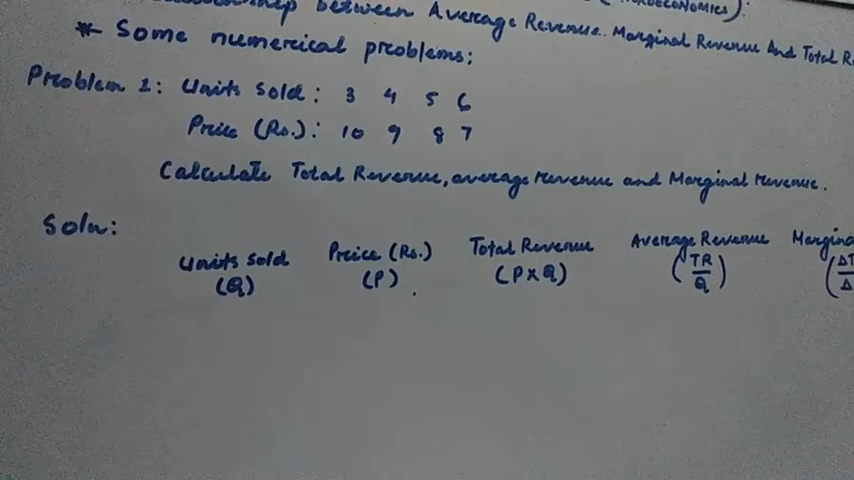 between Average Revenue. Marginal Revenue And Total
* Some numerical problems:
Problem 1: Units Sold: 3 4 5 6
Price (Rs.): 10 9 8 7
Calculate Total Revenue, average revenue and Marginal revenue.
Soln:
Units Sold Price (Rs.) Total Revenue Average Revenue
(Q) (P) (P×Q) (TR/Q)